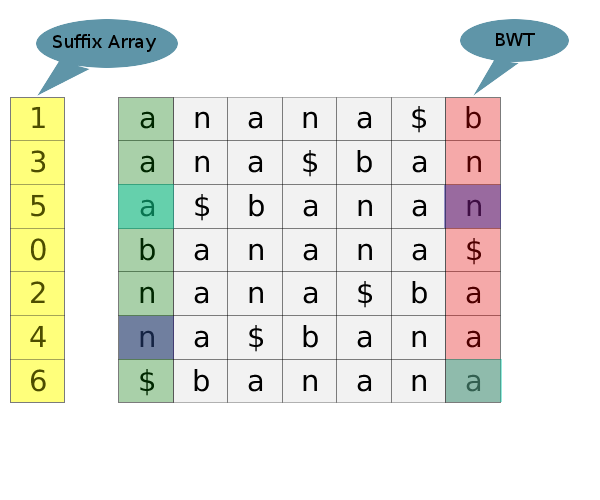 Suffix Array
BWT
1 a n a n a $ b
3 a n a $ b a n
5 a $ b a n a n
0 b a n a n a $
2 n a n a $ b a
4 n a $ b a n a
6 $ b a n a n a